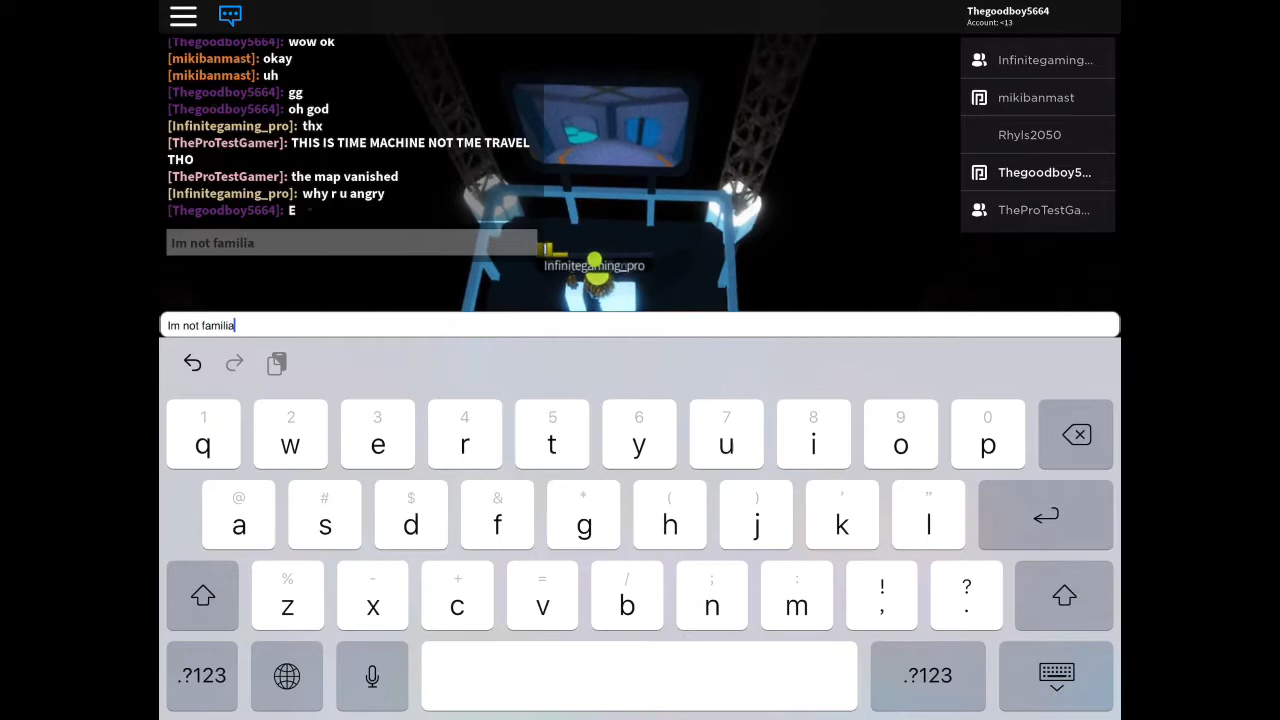 Thegoodboy5664
Account: <13
[Thegoodboy5664]: wow ok
[mikibanmast]: okay
[mikibanmast]: uh
[Thegoodboy5664]: gg
[Thegoodboy5664]: oh god
[Infinitegaming_pro]: thx
[TheProTestGamer]: THIS IS TIME MACHINE NOT TME TRAVEL
THO
[TheProTestGamer]: the map vanished
[Infinitegaming_pro]: why r u angry
[Thegoodboy5664]: E
Infinitegaming...
mikibanmast
Rhyls2050
Thegoodboy5...
TheProTestGa...
Im not familia
Infinitegaming_pro
Im not familia
1 2 3 4 5 6 7 8 9 0
q w e r t y u i o p
@ # $ & * ( ) ' "
a s d f g h j k l
% - + = / ; : ! ?
z x c v b n m , .
.?123 .?123